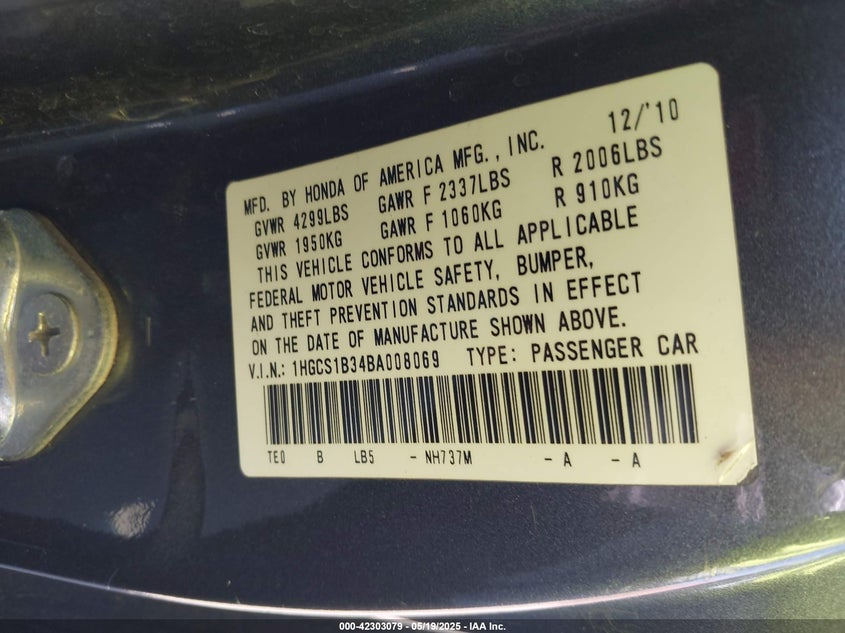 12/'10
MFD. BY HONDA OF AMERICA MFG., INC.
GVWR 4299LBS GAWR F 2337LBS R 2006LBS
GVWR 1950KG GAWR F 1060KG R 910KG
THIS VEHICLE CONFORMS TO ALL APPLICABLE
FEDERAL MOTOR VEHICLE SAFETY, BUMPER,
AND THEFT PREVENTION STANDARDS IN EFFECT
ON THE DATE OF MANUFACTURE SHOWN ABOVE.
V.I.N.: 1HGCS1B34BA008069 TYPE: PASSENGER CAR
TE0 B LB5 - NH737M - A - A
000-42303079 - 05/19/2025 - IAA Inc.